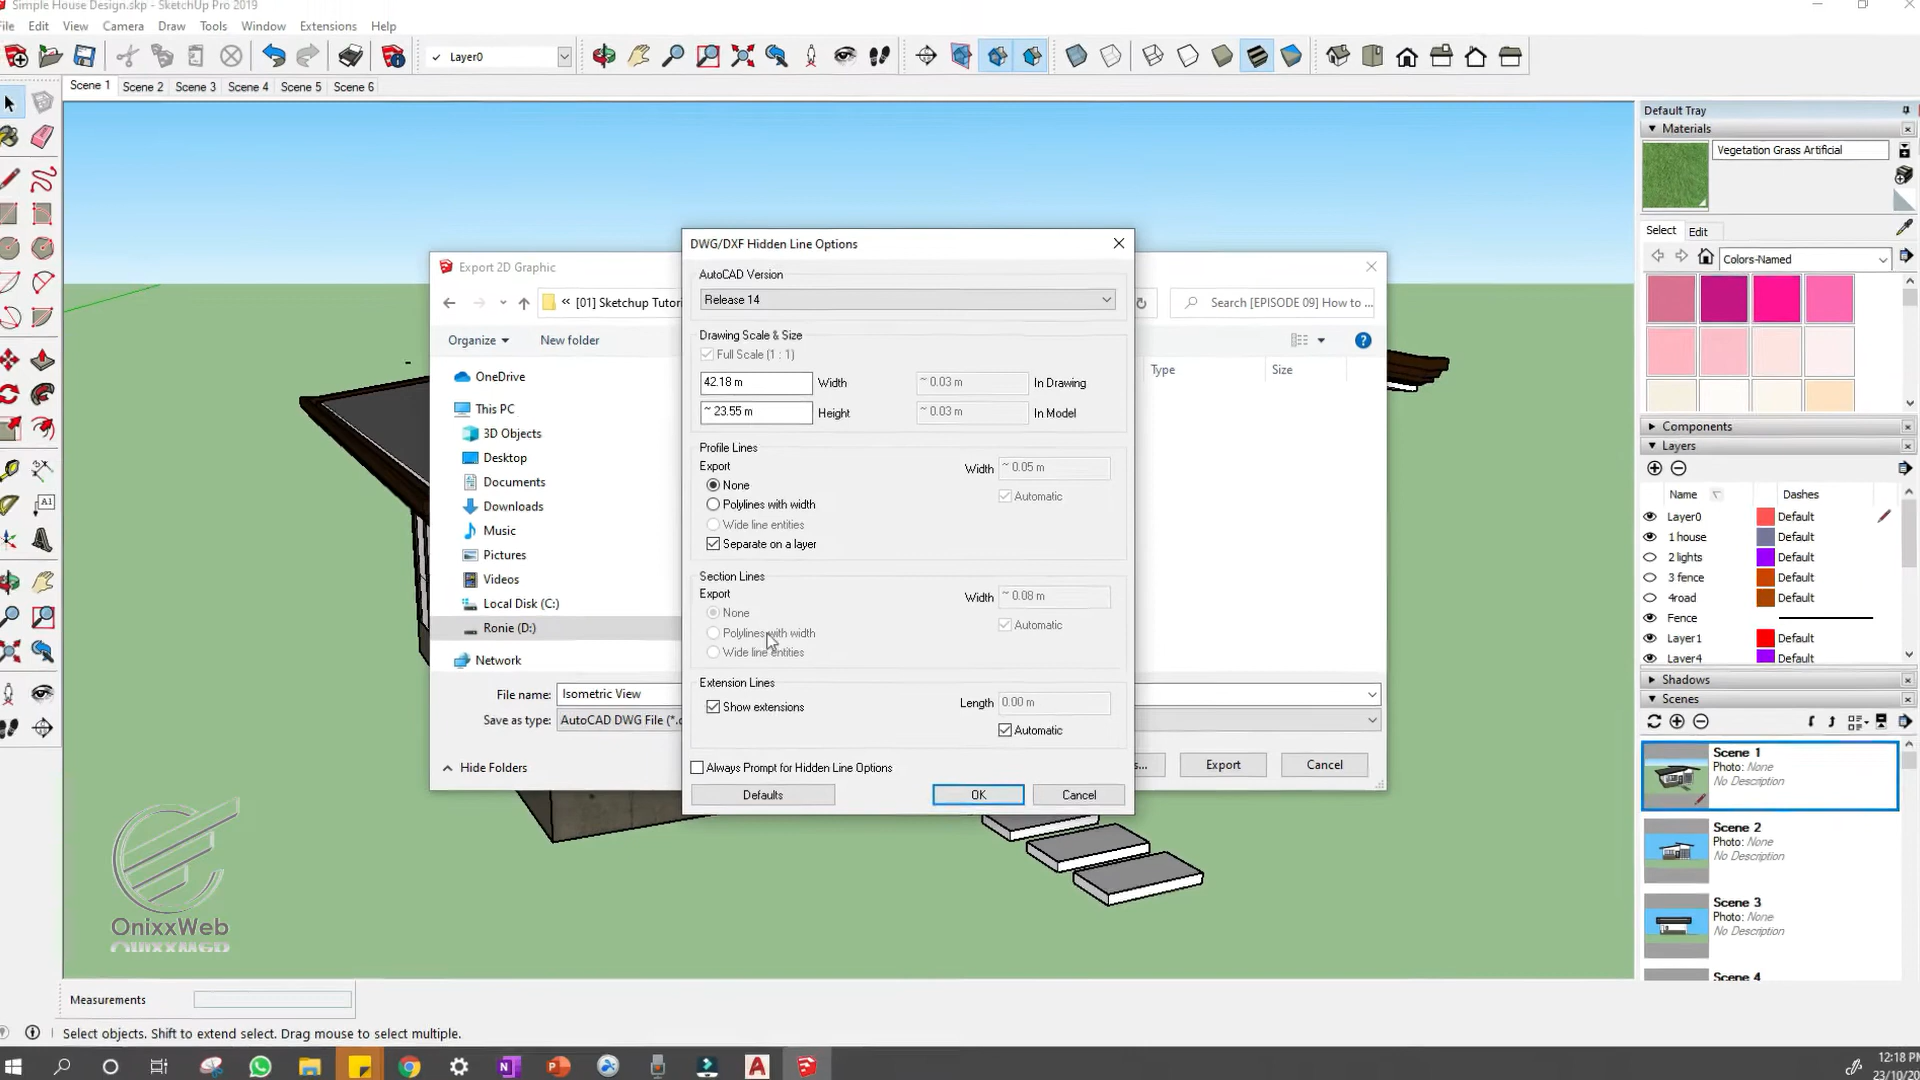 Simple House Design.skp - SketchUp Pro 2019
File Edit View Camera Draw Tools Window Extensions Help
Layer0
Scene 1 Scene 2 Scene 3 Scene 4 Scene 5 Scene 6
Default Tray
Materials
Vegetation Grass Artificial
Select Edit
Colors-Named
Components
Layers
Name Dashes
Layer0 Default
1 house Default
2 lights Default
3 fence Default
4road Default
Fence
Layer1 Default
Layer4 Default
Shadows
Scenes
Scene 1
Photo: None
No Description
Scene 2
Photo: None
No Description
Scene 3
Photo: None
No Description
Scene 4
Export 2D Graphic
« [01] Sketchup Tutori
Search [EPISODE 09] How to ...
Organize New folder
Type Size
OneDrive
This PC
3D Objects
Desktop
Documents
Downloads
Music
Pictures
Videos
Local Disk (C:)
Ronie (D:)
Network
File name: Isometric View
Save as type: AutoCAD DWG File (*.d
Hide Folders
s... Export Cancel
DWG/DXF Hidden Line Options
AutoCAD Version
Release 14
Drawing Scale & Size
Full Scale (1 : 1)
42.18 m Width ~ 0.03 m In Drawing
~ 23.55 m Height ~ 0.03 m In Model
Profile Lines
Export Width ~ 0.05 m
None
Automatic
Polylines with width
Wide line entities
Separate on a layer
Section Lines
Export Width ~ 0.08 m
None
Automatic
Polylines with width
Wide line entities
Extension Lines
Show extensions Length 0.00 m
Automatic
Always Prompt for Hidden Line Options
Defaults OK Cancel
A1
OnixxWeb
Measurements
Select objects. Shift to extend select. Drag mouse to select multiple.
12:18 PM
23/10/20